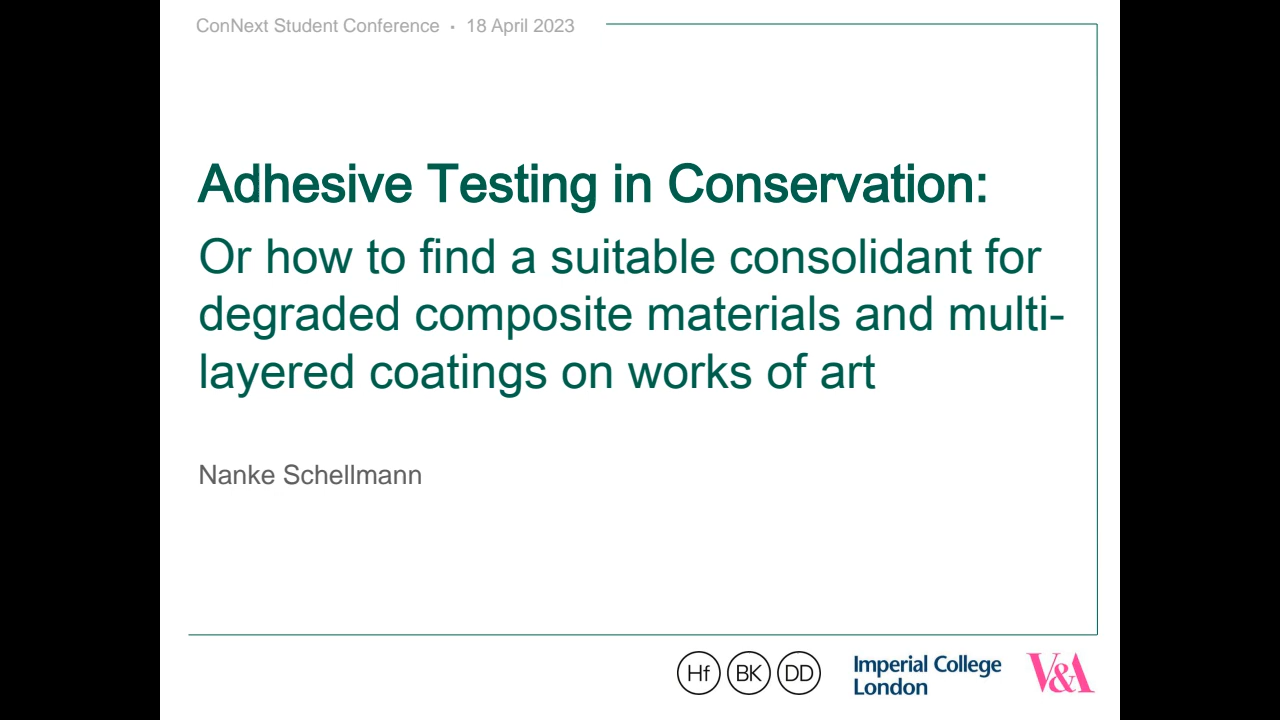 ConNext Student Conference · 18 April 2023
Adhesive Testing in Conservation:
Or how to find a suitable consolidant for
degraded composite materials and multi-
layered coatings on works of art
Nanke Schellmann
Hf BK DD
Imperial College
London
V&A